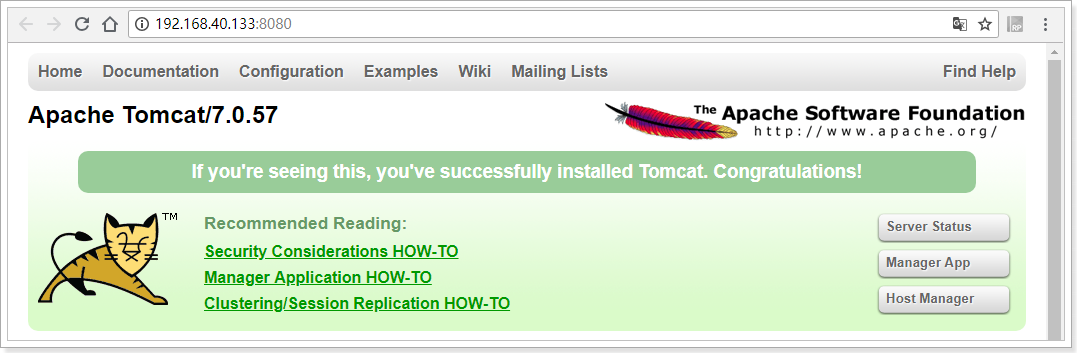 192.168.40.133:8080
Home Documentation Configuration Examples Wiki Mailing Lists Find Help
Apache Tomcat/7.0.57
The Apache Software Foundation
http://www.apache.org/
If you're seeing this, you've successfully installed Tomcat. Congratulations!
TM
Recommended Reading:
Security Considerations HOW-TO
Manager Application HOW-TO
Clustering/Session Replication HOW-TO
Server Status
Manager App
Host Manager